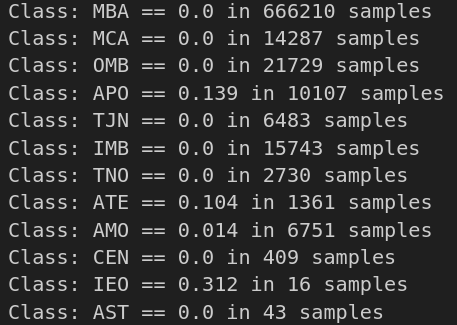 Class: MBA == 0.0 in 666210 samples
Class: MCA == 0.0 in 14287 samples
Class: OMB == 0.0 in 21729 samples
Class: APO == 0.139 in 10107 samples
Class: TJN == 0.0 in 6483 samples
Class: IMB == 0.0 in 15743 samples
Class: TNO == 0.0 in 2730 samples
Class: ATE == 0.104 in 1361 samples
Class: AMO == 0.014 in 6751 samples
Class: CEN == 0.0 in 409 samples
Class: IEO == 0.312 in 16 samples
Class: AST == 0.0 in 43 samples